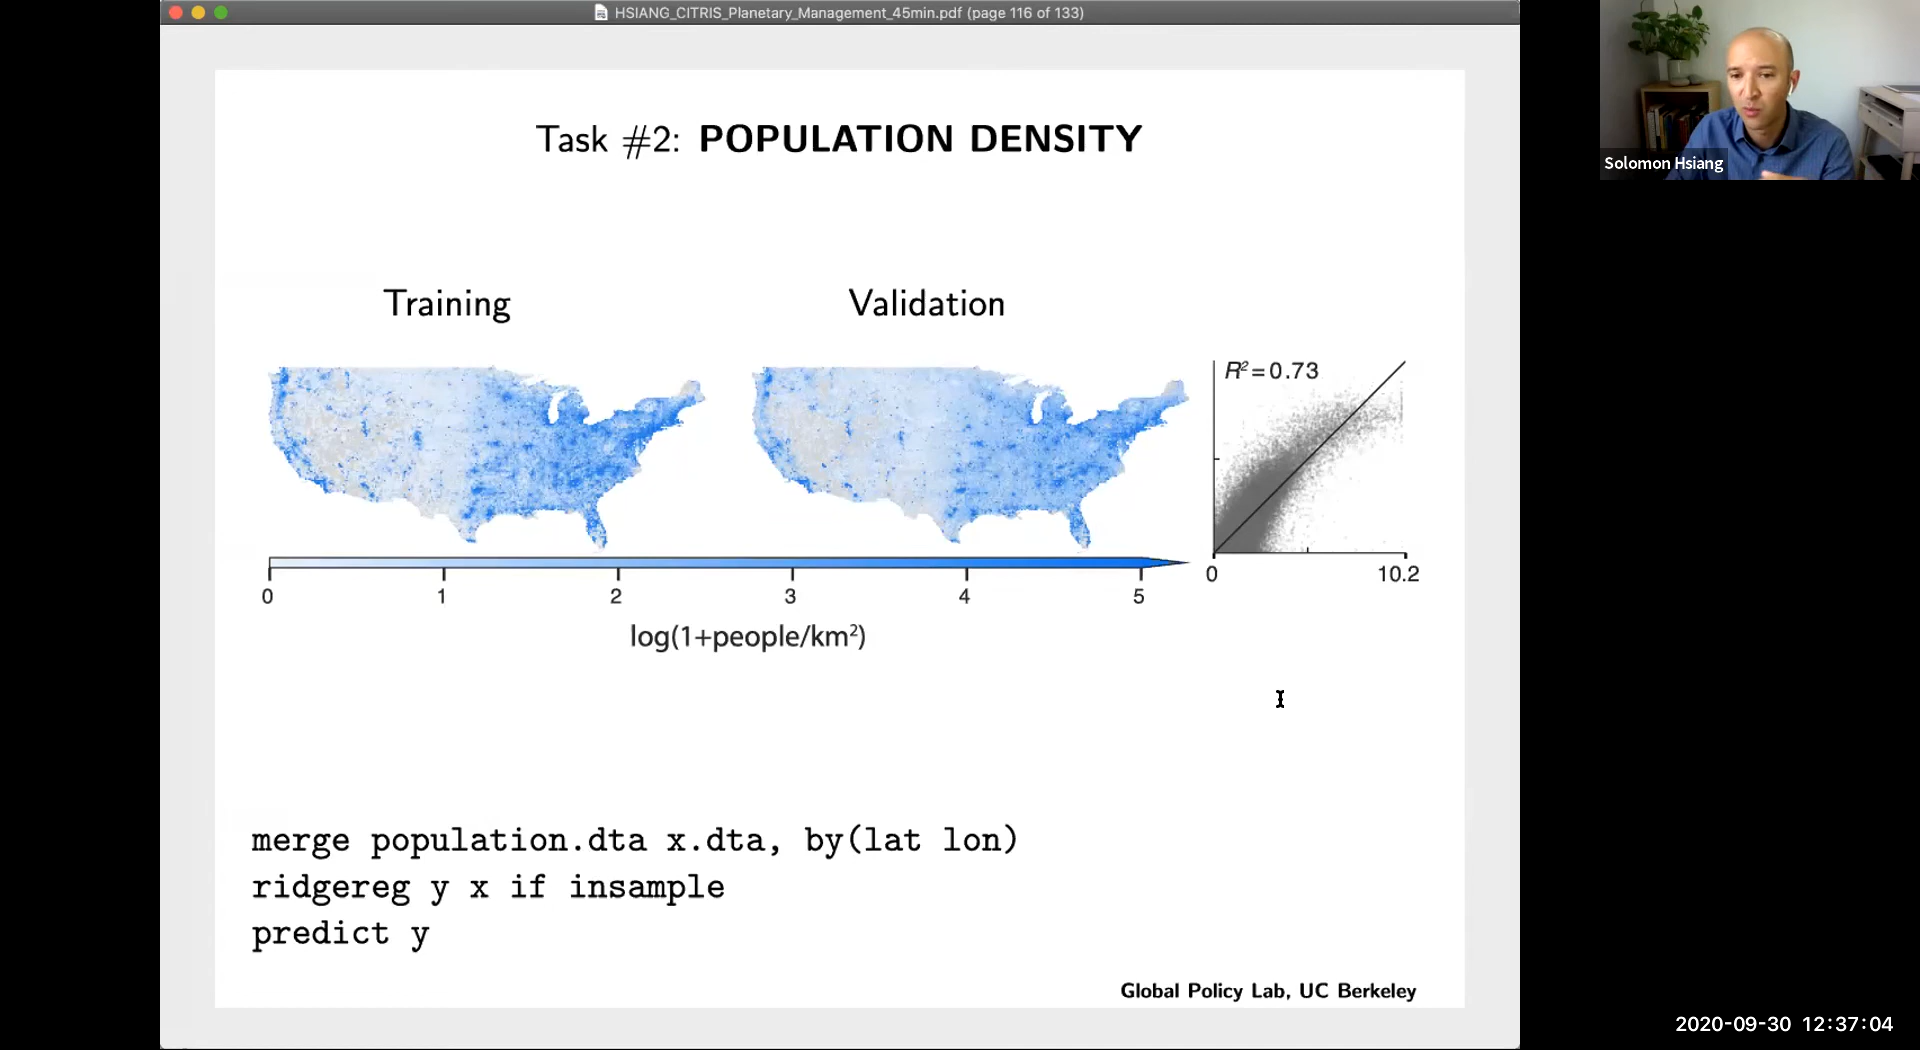 HSIANG_CITRIS_Planetary_Management_45min.pdf (page 116 of 133)
Solomon Hsiang
Task #2: POPULATION DENSITY
Training
Validation
R²=0.73
0
10.2
0 1 2 3 4 5
log(1+people/km²)
merge population.dta x.dta, by(lat lon)
ridgereg y x if insample
predict y
Global Policy Lab, UC Berkeley
2020-09-30 12:37:04